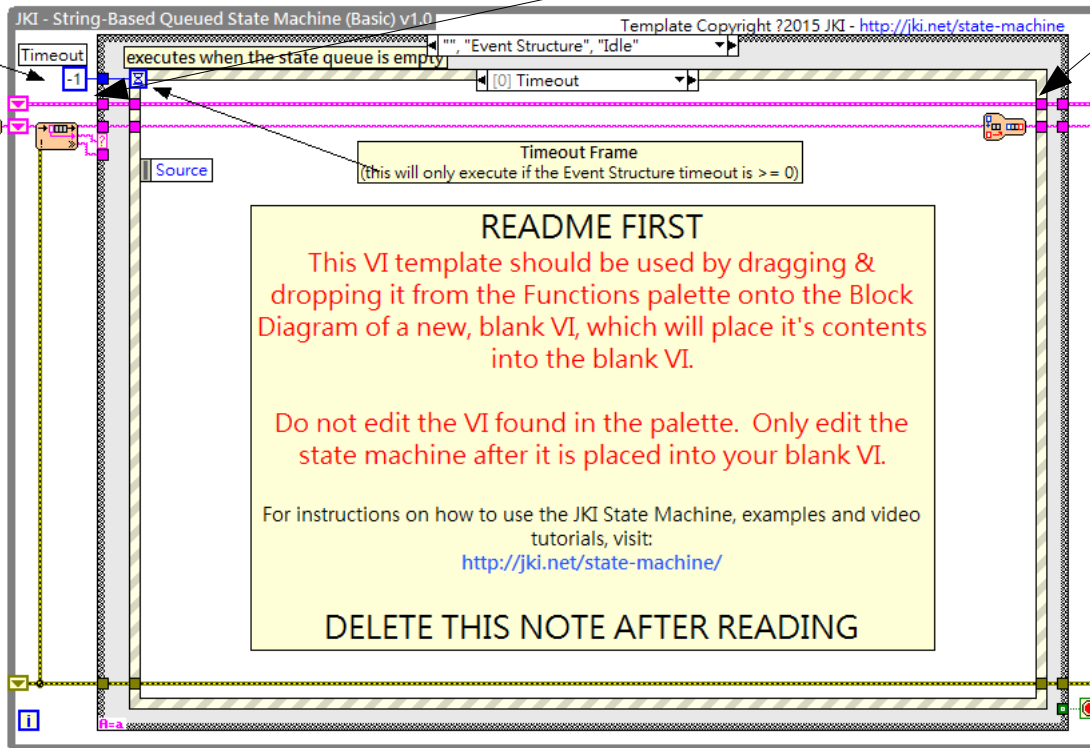 JKI - String-Based Queued State Machine (Basic) v1.0
Template Copyright ?2015 JKI - http://jki.net/state-machine
Timeout
executes when the state queue is empty
"", "Event Structure", "Idle"
-1
[0] Timeout
Source
Timeout Frame
(this will only execute if the Event Structure timeout is >= 0)
README FIRST
This VI template should be used by dragging &
dropping it from the Functions palette onto the Block
Diagram of a new, blank VI, which will place it's contents
into the blank VI.
Do not edit the VI found in the palette. Only edit the
state machine after it is placed into your blank VI.
For instructions on how to use the JKI State Machine, examples and video
tutorials, visit:
http://jki.net/state-machine/
DELETE THIS NOTE AFTER READING
i
A=a